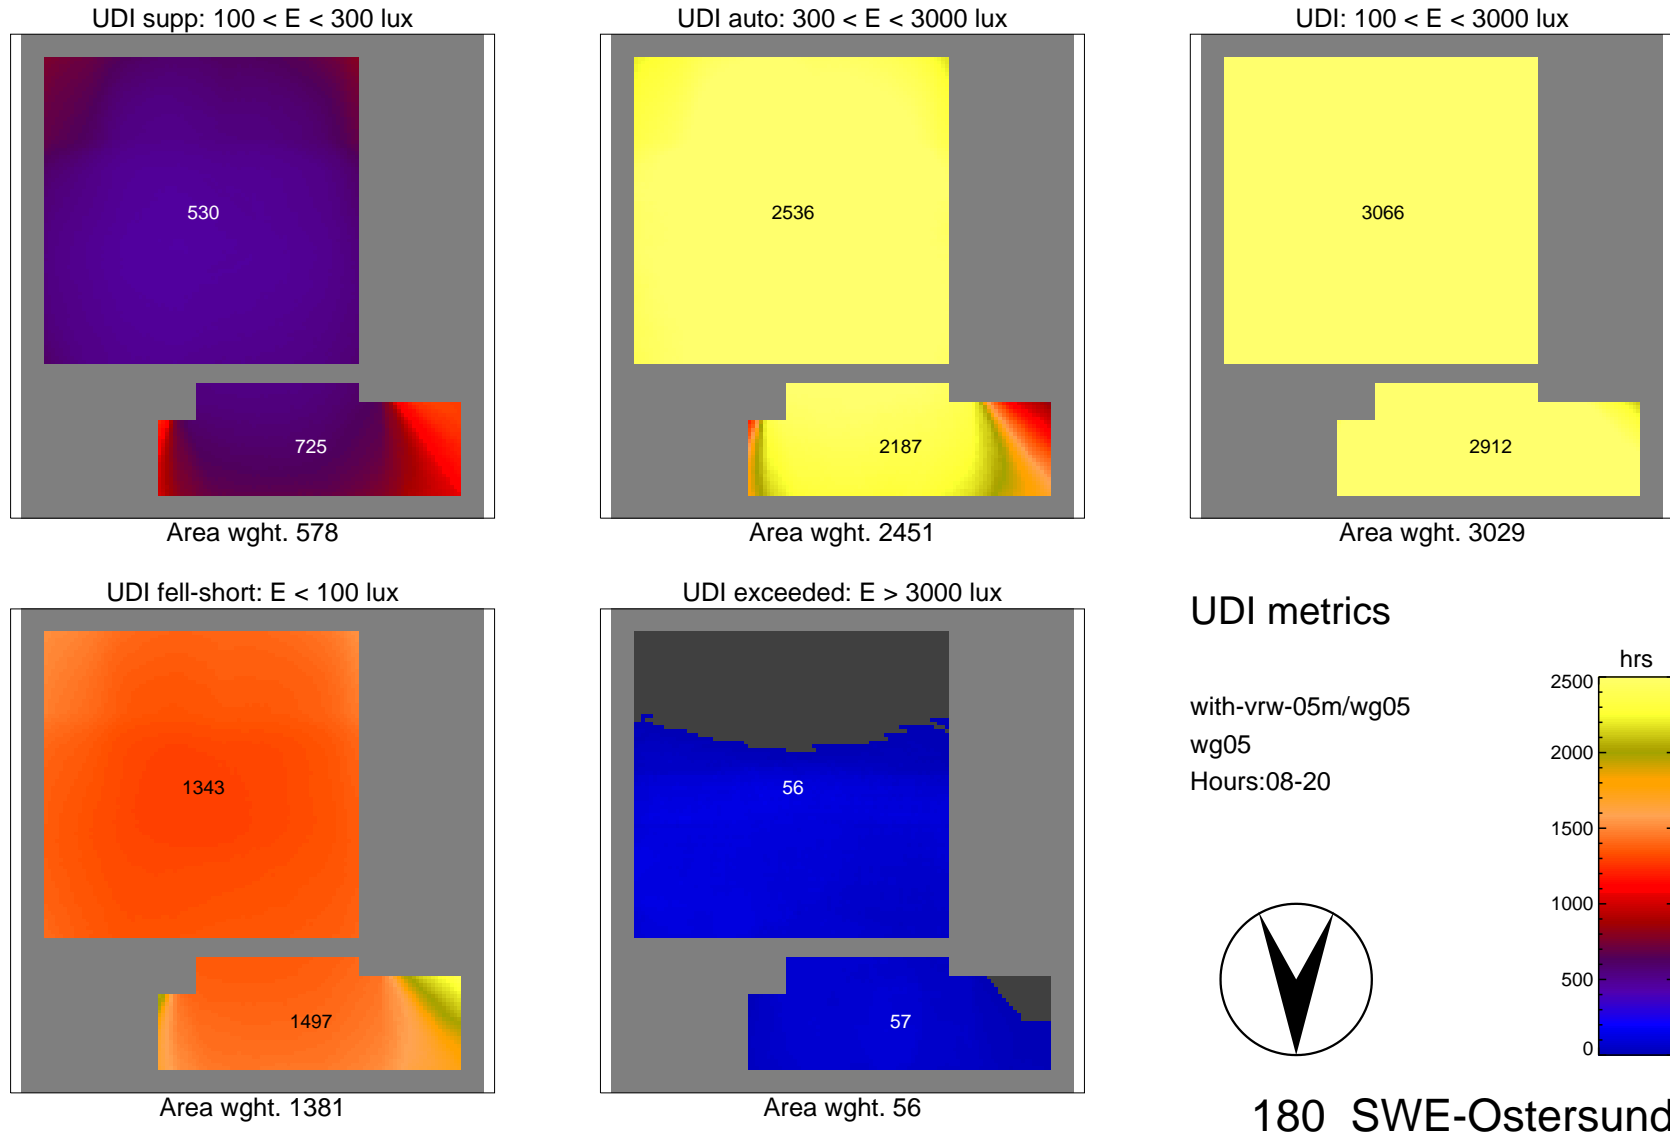 UDI supp: 100 < E < 300 lux
530
725
Area wght. 578
UDI auto: 300 < E < 3000 lux
2536
2187
Area wght. 2451
UDI: 100 < E < 3000 lux
3066
2912
Area wght. 3029
UDI fell-short: E < 100 lux
1343
1497
Area wght. 1381
UDI exceeded: E > 3000 lux
56
57
Area wght. 56
UDI metrics
with-vrw-05m/wg05
wg05
Hours:08-20
hrs
2500
2000
1500
1000
500
0
180 SWE-Ostersund